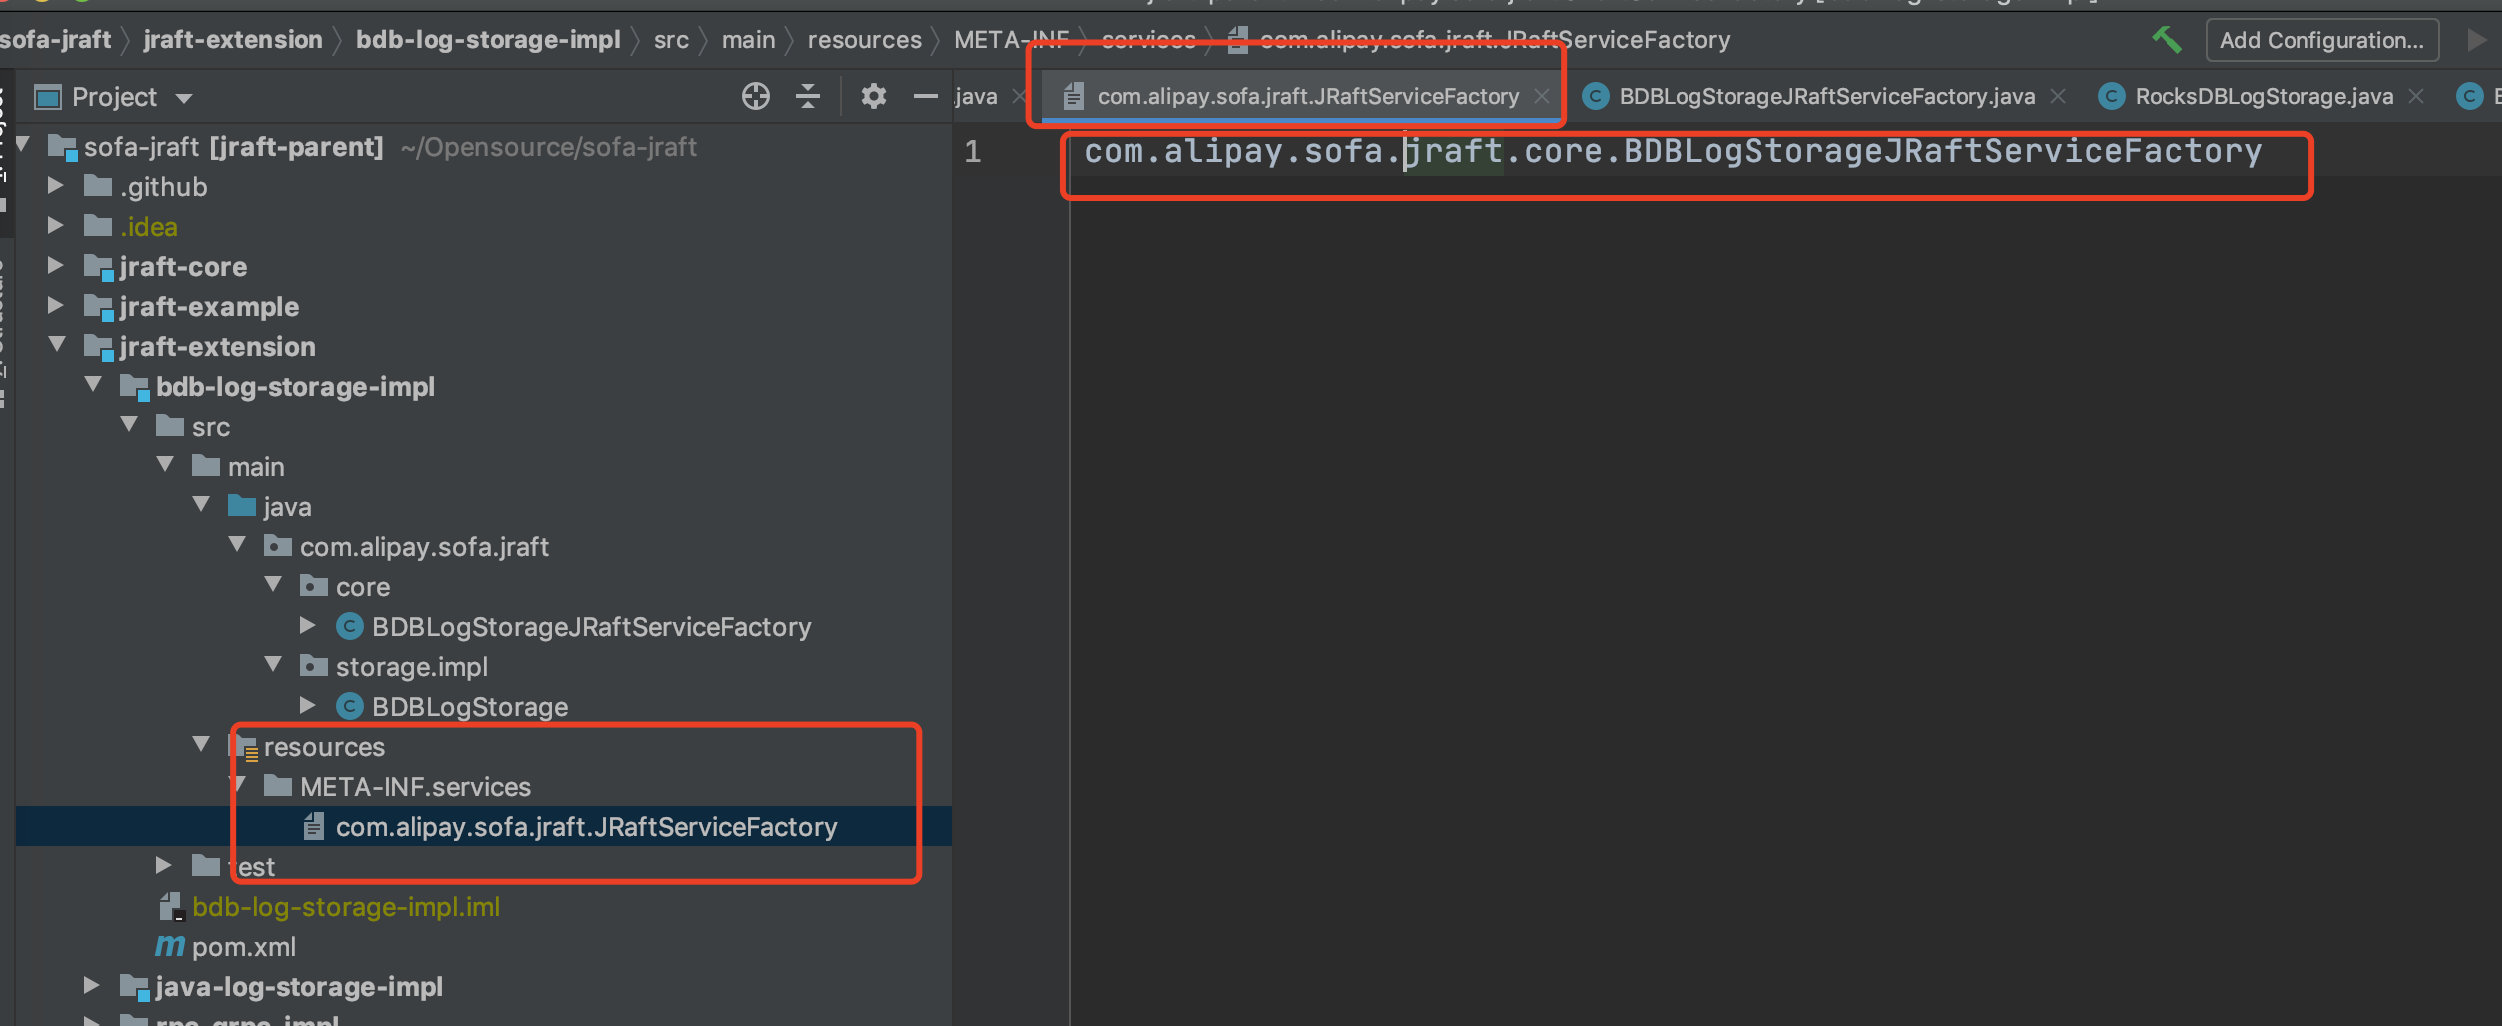 sofa-jraft jraft-extension bdb-log-storage-impl src main resources META-INF services com.alipay.sofa.jraft.JRaftServiceFactory Add Configuration...
Project .java com.alipay.sofa.jraft.JRaftServiceFactory BDBLogStorageJRaftServiceFactory.java RocksDBLogStorage.java
sofa-jraft [jraft-parent] ~/Opensource/sofa-jraft
1 com.alipay.sofa.jraft.core.BDBLogStorageJRaftServiceFactory
.github
.idea
jraft-core
jraft-example
jraft-extension
bdb-log-storage-impl
src
main
java
com.alipay.sofa.jraft
core
BDBLogStorageJRaftServiceFactory
storage.impl
BDBLogStorage
resources
META-INF.services
com.alipay.sofa.jraft.JRaftServiceFactory
test
bdb-log-storage-impl.iml
pom.xml
java-log-storage-impl